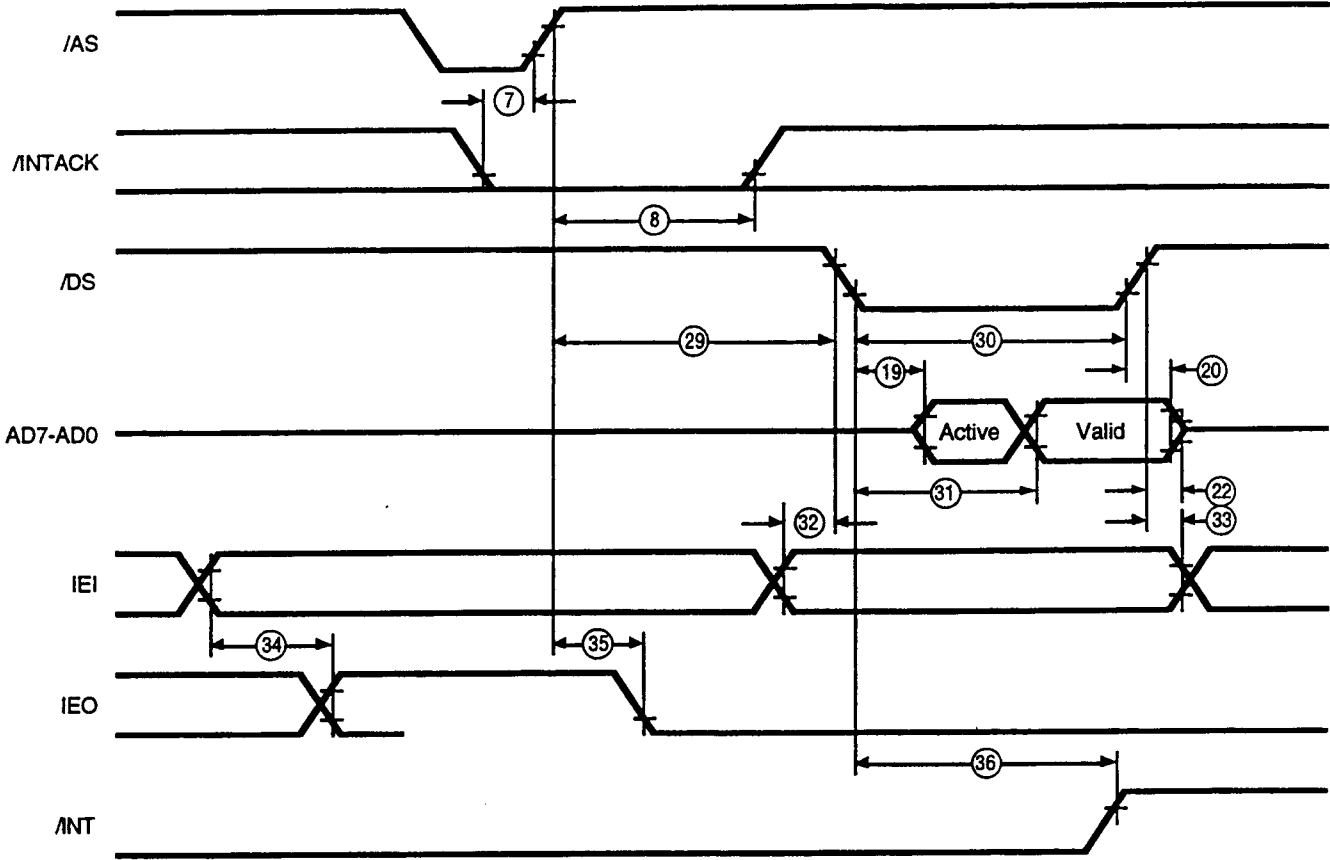 /AS
7
/INTACK
8
/DS
29
30
19
20
AD7-AD0
Active
Valid
31
22
32
33
IEI
34
35
IEO
36
/INT